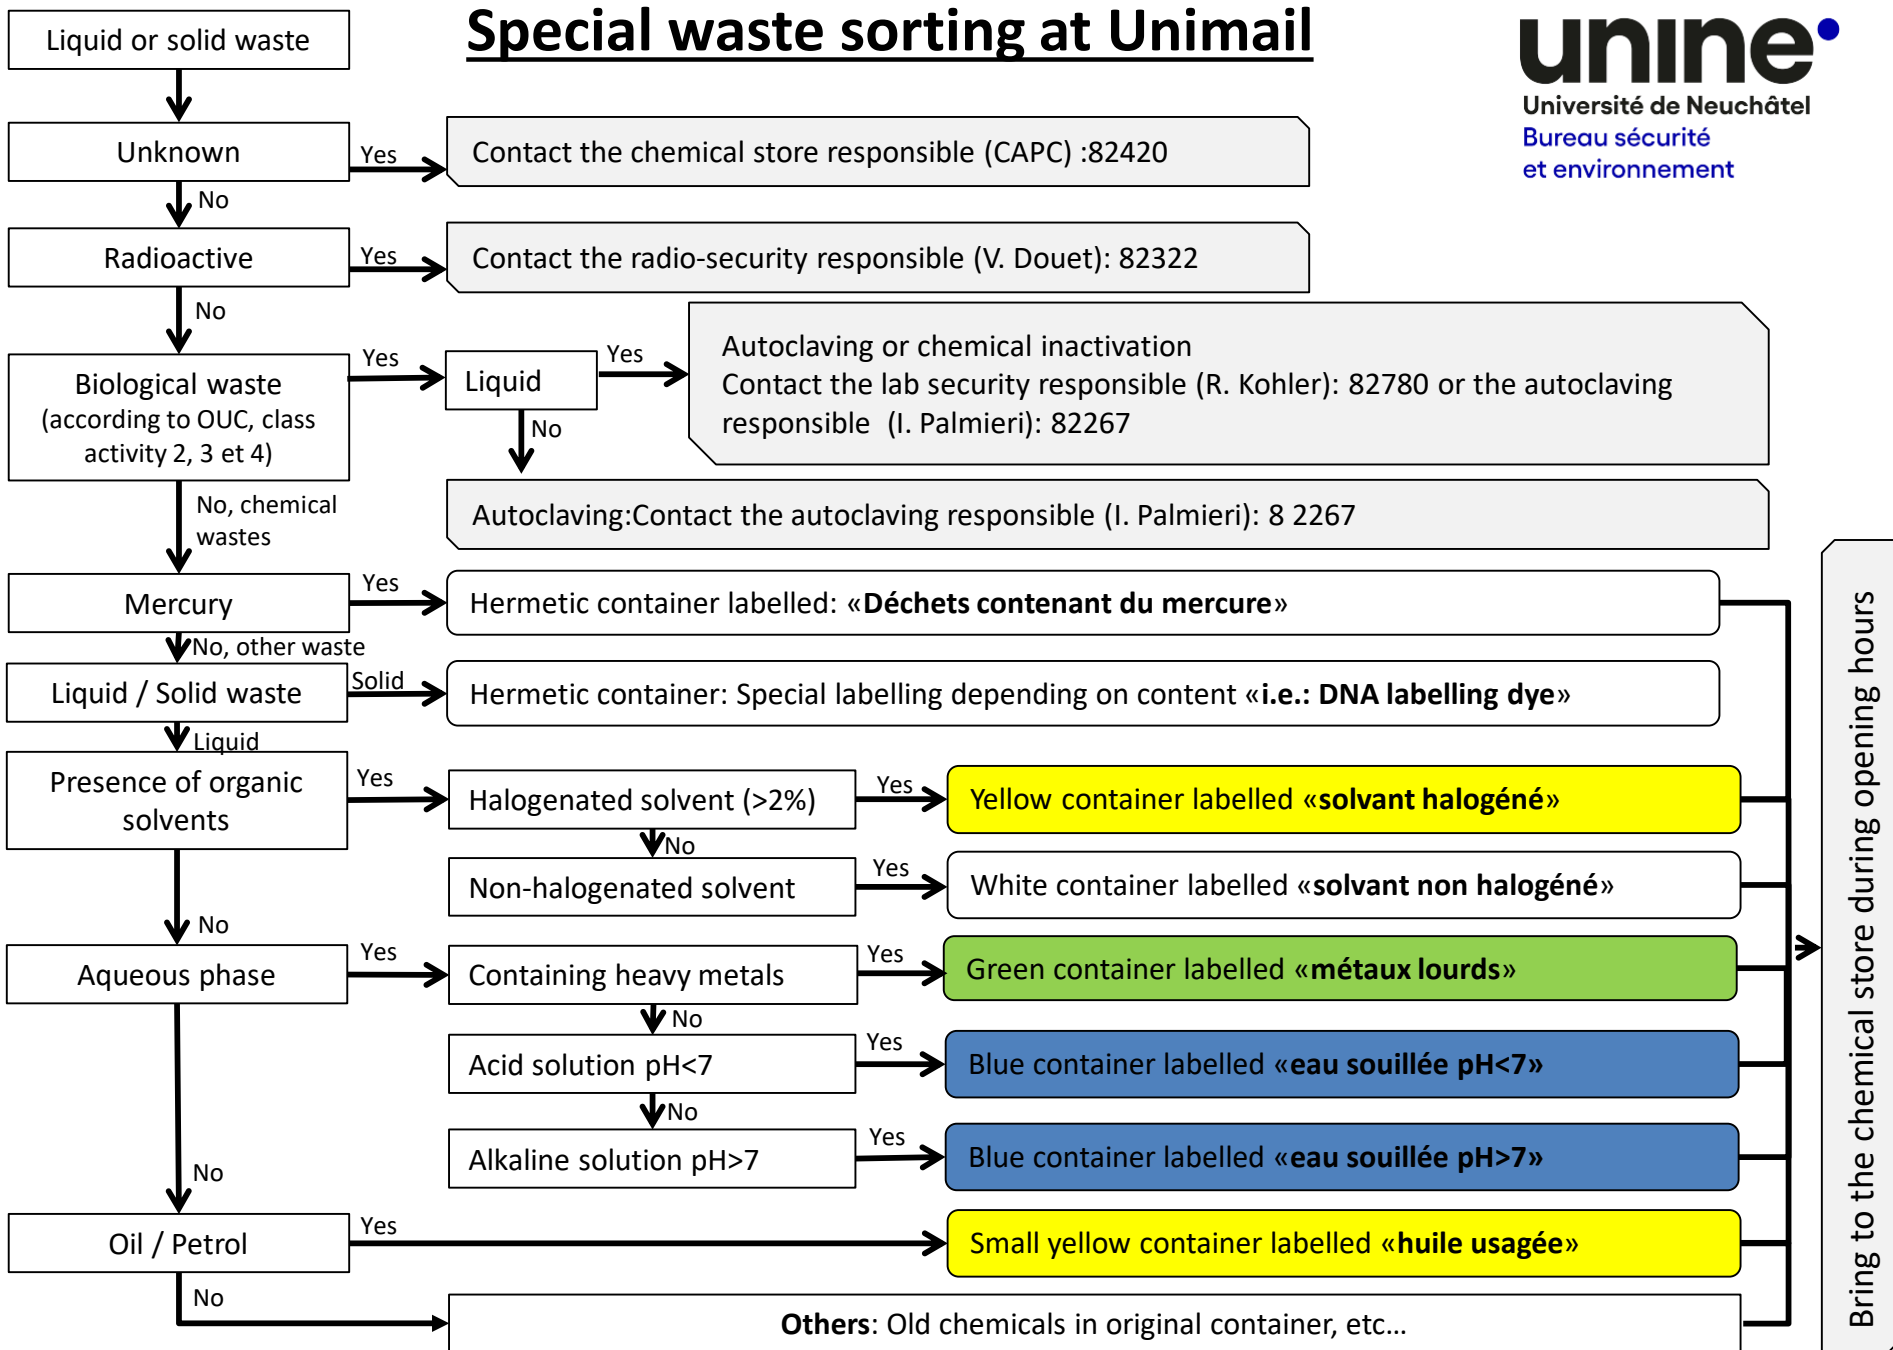 Special waste sorting at Unimail
unine
Université de Neuchâtel
Bureau sécurité
et environnement
Liquid or solid waste
Unknown
Yes
Contact the chemical store responsible (CAPC) :82420
No
Radioactive
Yes
Contact the radio-security responsible (V. Douet): 82322
No
Biological waste
(according to OUC, class
activity 2, 3 et 4)
Yes
Liquid
Yes
Autoclaving or chemical inactivation
Contact the lab security responsible (R. Kohler): 82780 or the autoclaving
responsible  (I. Palmieri): 82267
No
Autoclaving:Contact the autoclaving responsible (I. Palmieri): 8 2267
No, chemical
wastes
Mercury
Yes
Hermetic container labelled: «Déchets contenant du mercure»
No, other waste
Liquid / Solid waste
Solid
Hermetic container: Special labelling depending on content «i.e.: DNA labelling dye»
Liquid
Presence of organic
solvents
Yes
Halogenated solvent (>2%)
Yes
Yellow container labelled «solvant halogéné»
No
Non-halogenated solvent
Yes
White container labelled «solvant non halogéné»
No
Aqueous phase
Yes
Containing heavy metals
Yes
Green container labelled «métaux lourds»
No
Acid solution pH<7
Yes
Blue container labelled «eau souillée pH<7»
No
Alkaline solution pH>7
Yes
Blue container labelled «eau souillée pH>7»
No
Oil / Petrol
Yes
Small yellow container labelled «huile usagée»
No
Others: Old chemicals in original container, etc...
Bring to the chemical store during opening hours